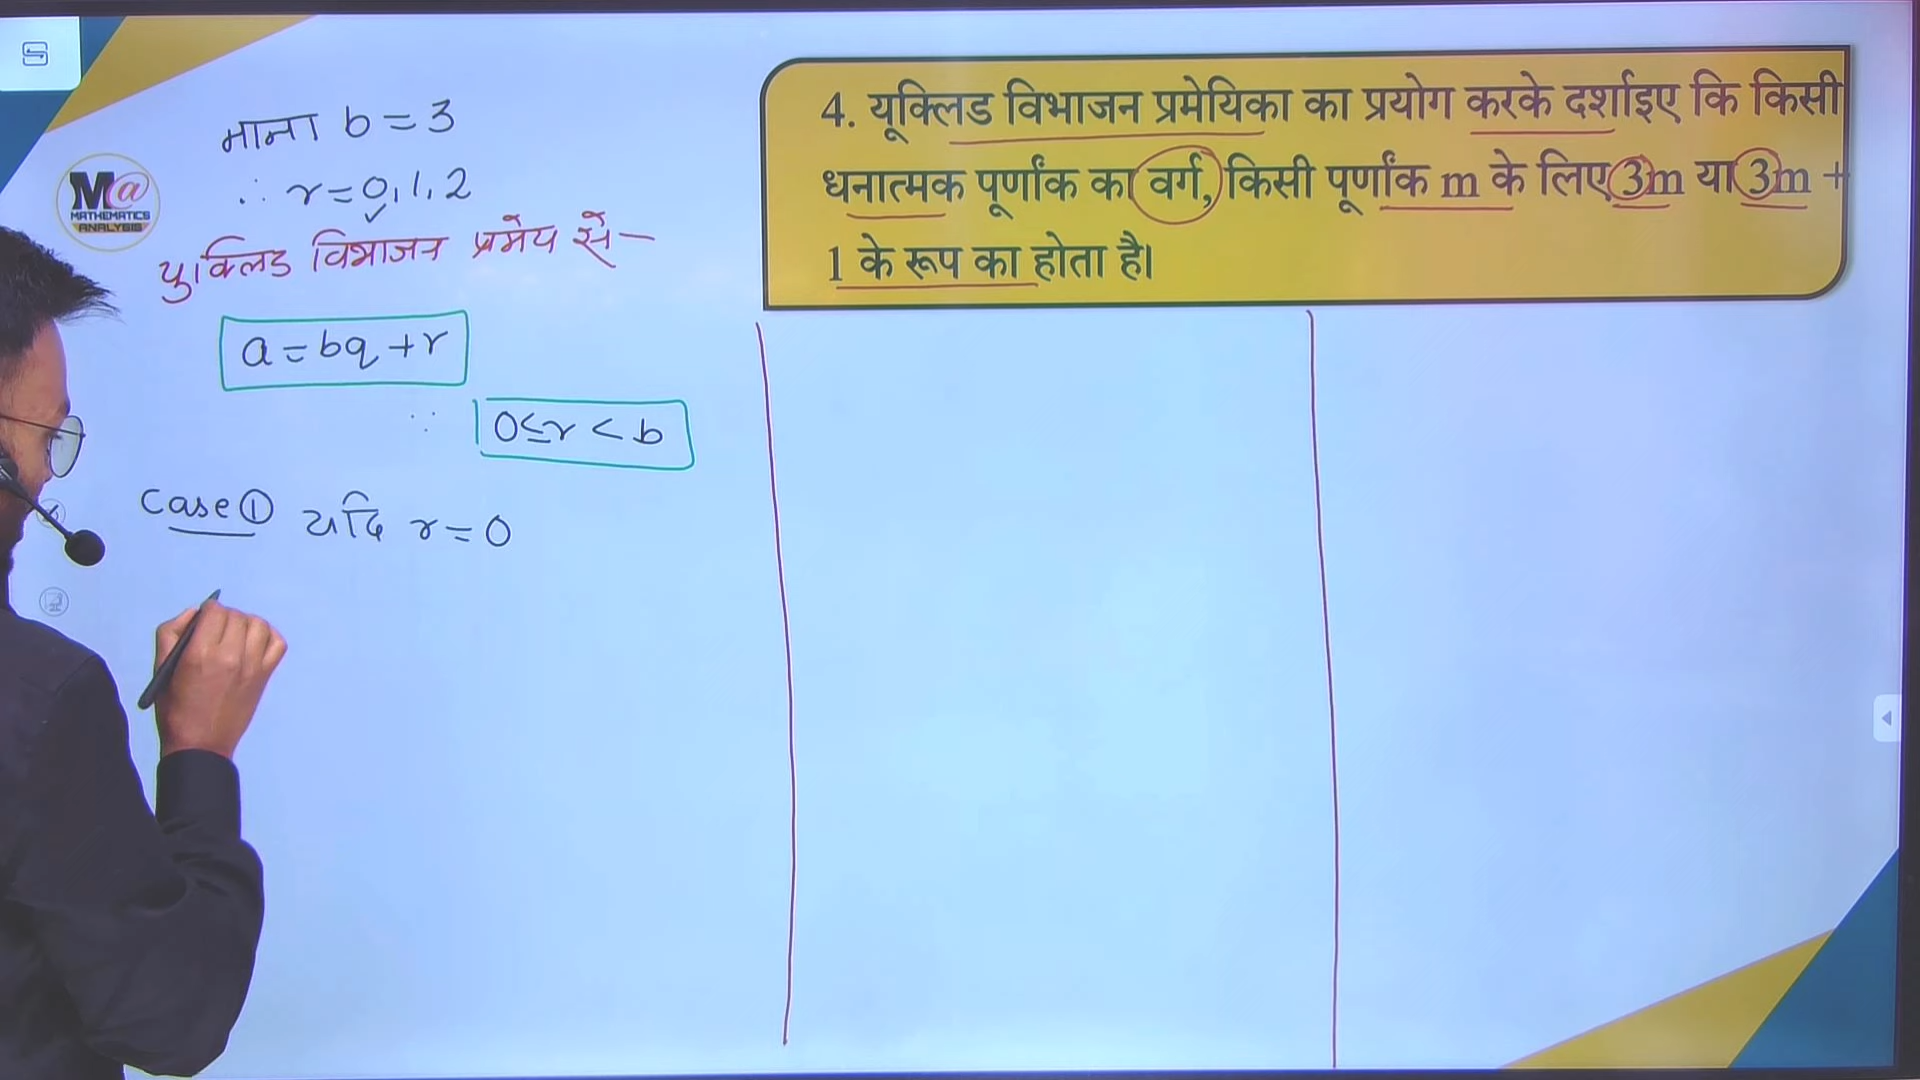 माना b = 3
∴ r = 0, 1, 2
M@
MATHEMATICS
ANALYSIS
युक्लिड विभाजन प्रमेय से-
a = bq + r
∵ 0 ≤ r < b
Case ① यदि r = 0
4. यूक्लिड विभाजन प्रमेयिका का प्रयोग करके दर्शाइए कि किसी
धनात्मक पूर्णांक का वर्ग, किसी पूर्णांक m के लिए 3m या 3m +
1 के रूप का होता है।